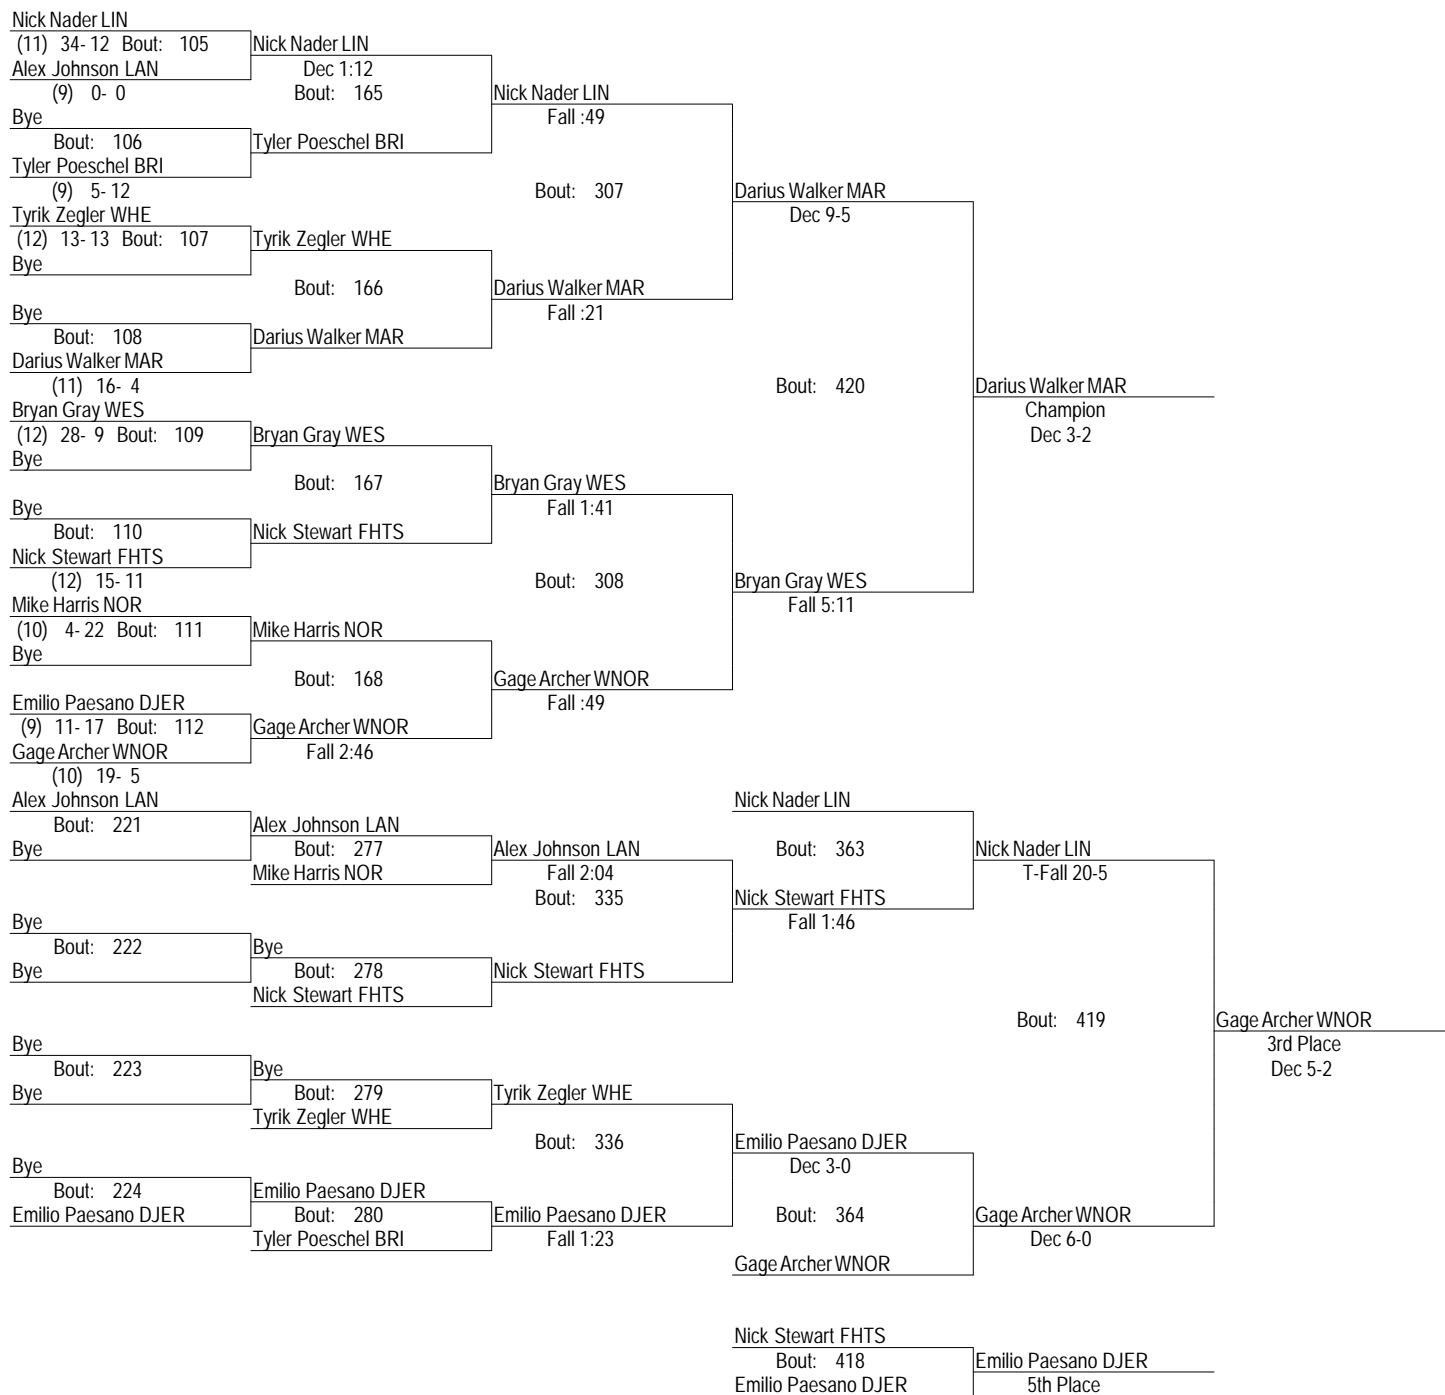 Nick Nader LIN
(11) 34- 12 Bout: 105
Nick Nader LIN
Alex Johnson LAN
Dec 1:12
(9) 0- 0
Bout: 165
Nick Nader LIN
Bye
Fall :49
Bout: 106
Tyler Poeschel BRI
Tyler Poeschel BRI
(9) 5- 12
Bout: 307
Darius Walker MAR
Tyrik Zegler WHE
Dec 9-5
(12) 13- 13 Bout: 107
Tyrik Zegler WHE
Bye
Bout: 166
Darius Walker MAR
Bye
Fall :21
Bout: 108
Darius Walker MAR
Darius Walker MAR
(11) 16- 4
Bout: 420
Darius Walker MAR
Bryan Gray WES
Champion
(12) 28- 9 Bout: 109
Bryan Gray WES
Dec 3-2
Bye
Bout: 167
Bryan Gray WES
Bye
Fall 1:41
Bout: 110
Nick Stewart FHTS
Nick Stewart FHTS
(12) 15- 11
Bout: 308
Bryan Gray WES
Mike Harris NOR
Fall 5:11
(10) 4- 22 Bout: 111
Mike Harris NOR
Bye
Bout: 168
Gage Archer WNOR
Emilio Paesano DJER
Fall :49
(9) 11- 17 Bout: 112
Gage Archer WNOR
Gage Archer WNOR
Fall 2:46
(10) 19- 5
Alex Johnson LAN
Nick Nader LIN
Bout: 221
Alex Johnson LAN
Bye
Bout: 277
Alex Johnson LAN
Bout: 363
Nick Nader LIN
Mike Harris NOR
Fall 2:04
T-Fall 20-5
Bout: 335
Nick Stewart FHTS
Bye
Fall 1:46
Bout: 222
Bye
Bye
Bout: 278
Nick Stewart FHTS
Nick Stewart FHTS
Bout: 419
Gage Archer WNOR
Bye
3rd Place
Bout: 223
Bye
Dec 5-2
Bye
Bout: 279
Tyrik Zegler WHE
Tyrik Zegler WHE
Bout: 336
Emilio Paesano DJER
Bye
Dec 3-0
Bout: 224
Emilio Paesano DJER
Emilio Paesano DJER
Bout: 280
Emilio Paesano DJER
Bout: 364
Gage Archer WNOR
Tyler Poeschel BRI
Fall 1:23
Dec 6-0
Gage Archer WNOR
Nick Stewart FHTS
Bout: 418
Emilio Paesano DJER
Emilio Paesano DJER
5th Place